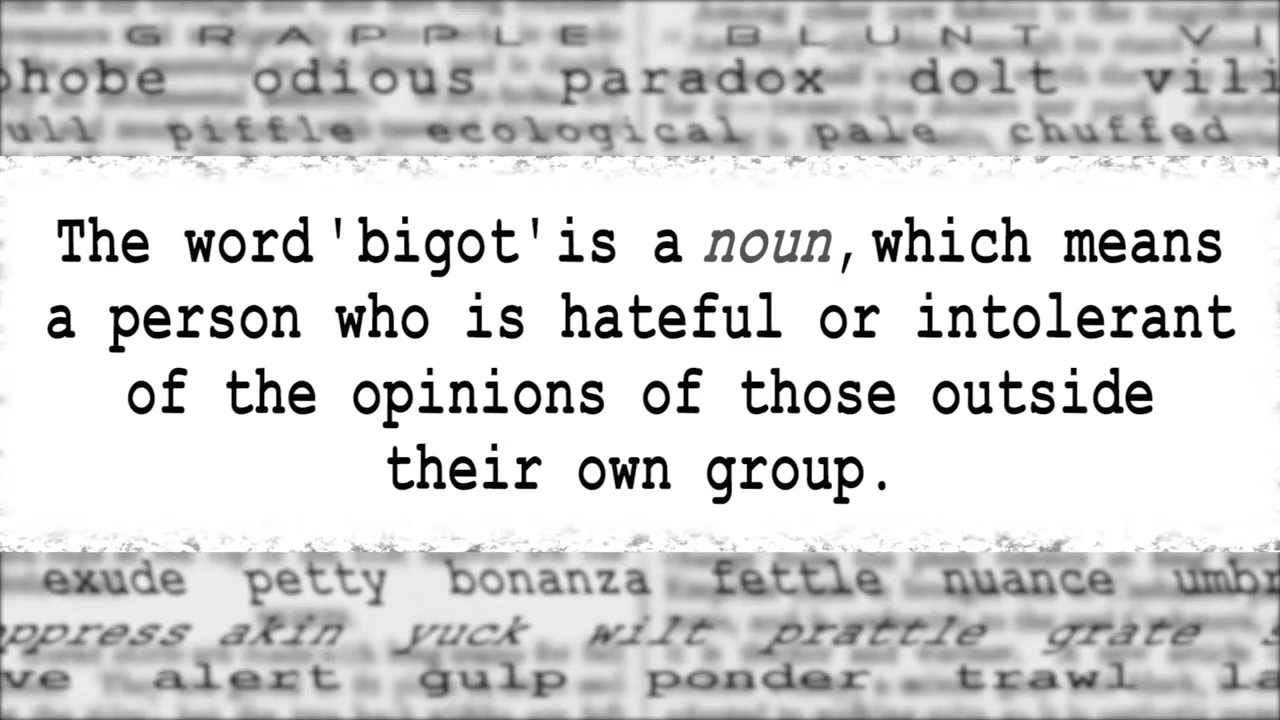 GRAPPLE BLUNT
odious paradox dolt
piffle ecological pale chuffed
The word 'bigot' is a noun, which means
a person who is hateful or intolerant
of the opinions of those outside
their own group.
exude petty bonanza fettle nuance
akin yuck wilt prattle grate
alert gulp ponder trawl